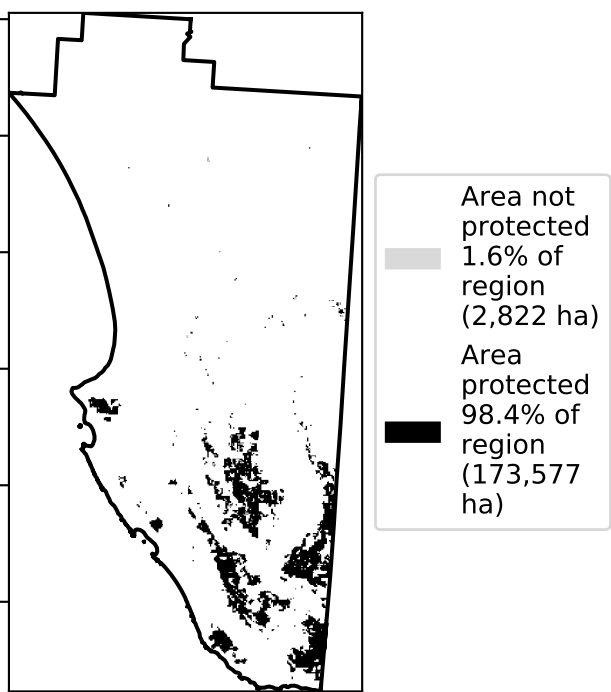 Area not
protected
1.6% of
region
(2,822 ha)
Area
protected
98.4% of
region
(173,577
ha)